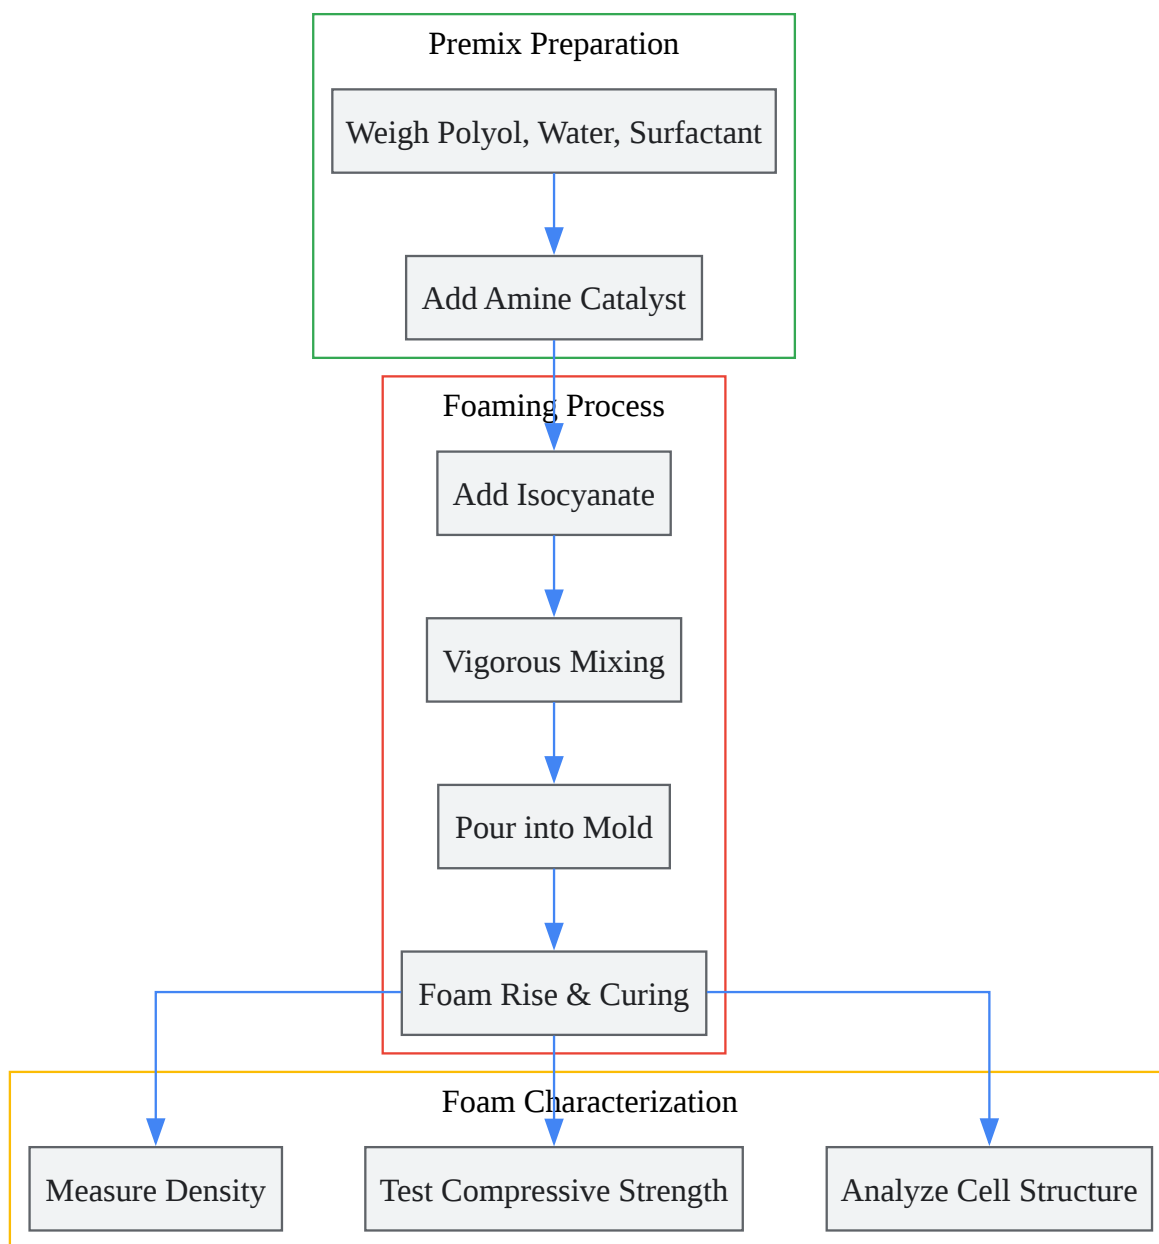 Premix Preparation
Weigh Polyol, Water, Surfactant
Add Amine Catalyst
Foaming Process
Add Isocyanate
Vigorous Mixing
Pour into Mold
Foam Rise & Curing
Foam Characterization
Measure Density
Test Compressive Strength
Analyze Cell Structure